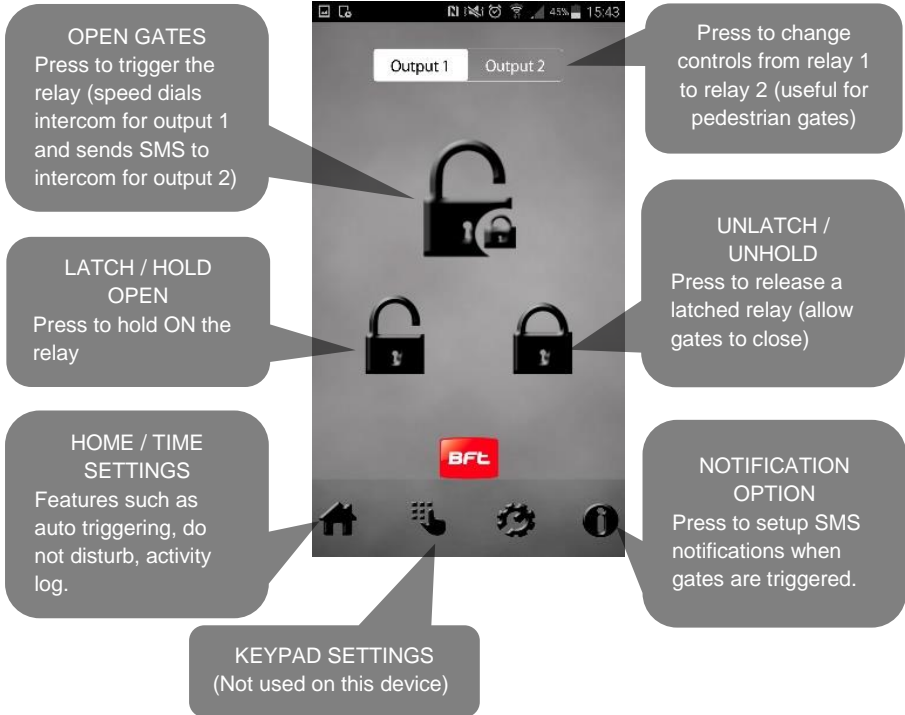 OPEN GATES
Press to trigger the
relay (speed dials
intercom for output 1
and sends SMS to
intercom for output 2)
45% 15:43
Output 1 Output 2
Press to change
controls from relay 1
to relay 2 (useful for
pedestrian gates)
LATCH / HOLD
OPEN
Press to hold ON the
relay
UNLATCH /
UNHOLD
Press to release a
latched relay (allow
gates to close)
BFt
HOME / TIME
SETTINGS
Features such as
auto triggering, do
not disturb, activity
log.
NOTIFICATION
OPTION
Press to setup SMS
notifications when
gates are triggered.
KEYPAD SETTINGS
(Not used on this device)